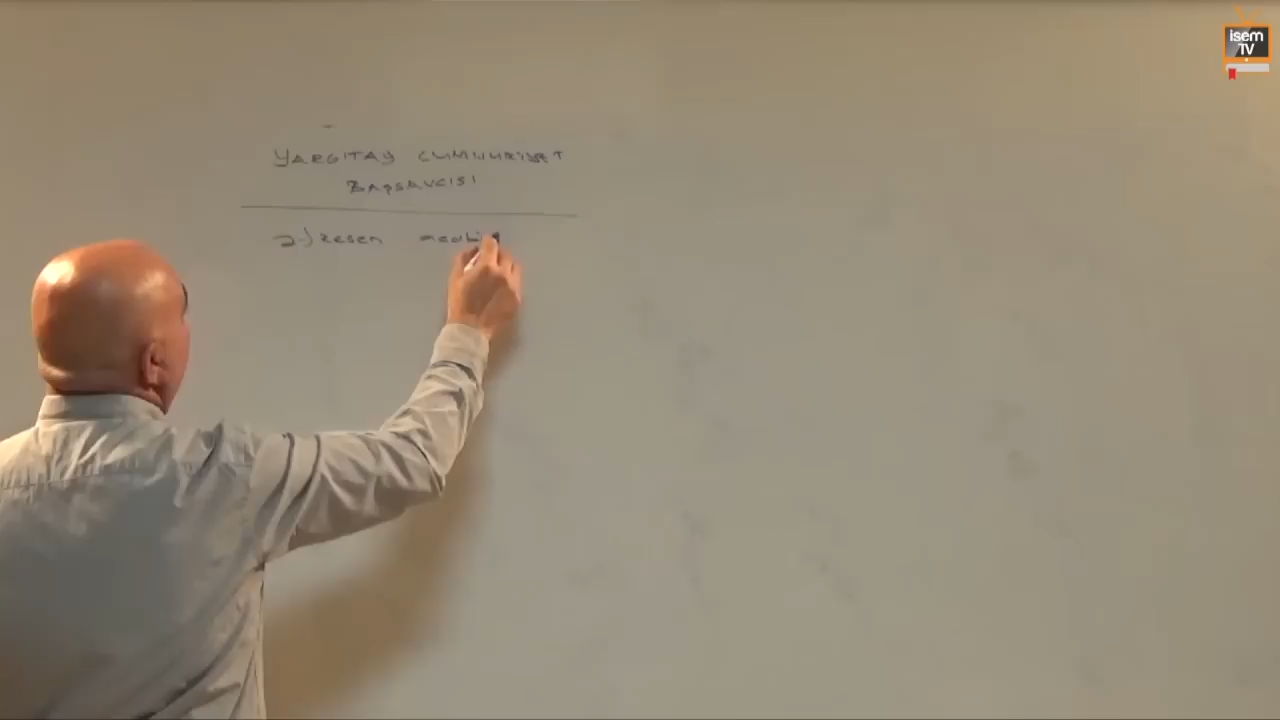 isem
TV
YARGITAY CUMHURİYET
BAŞSAVCISI
2-) resen